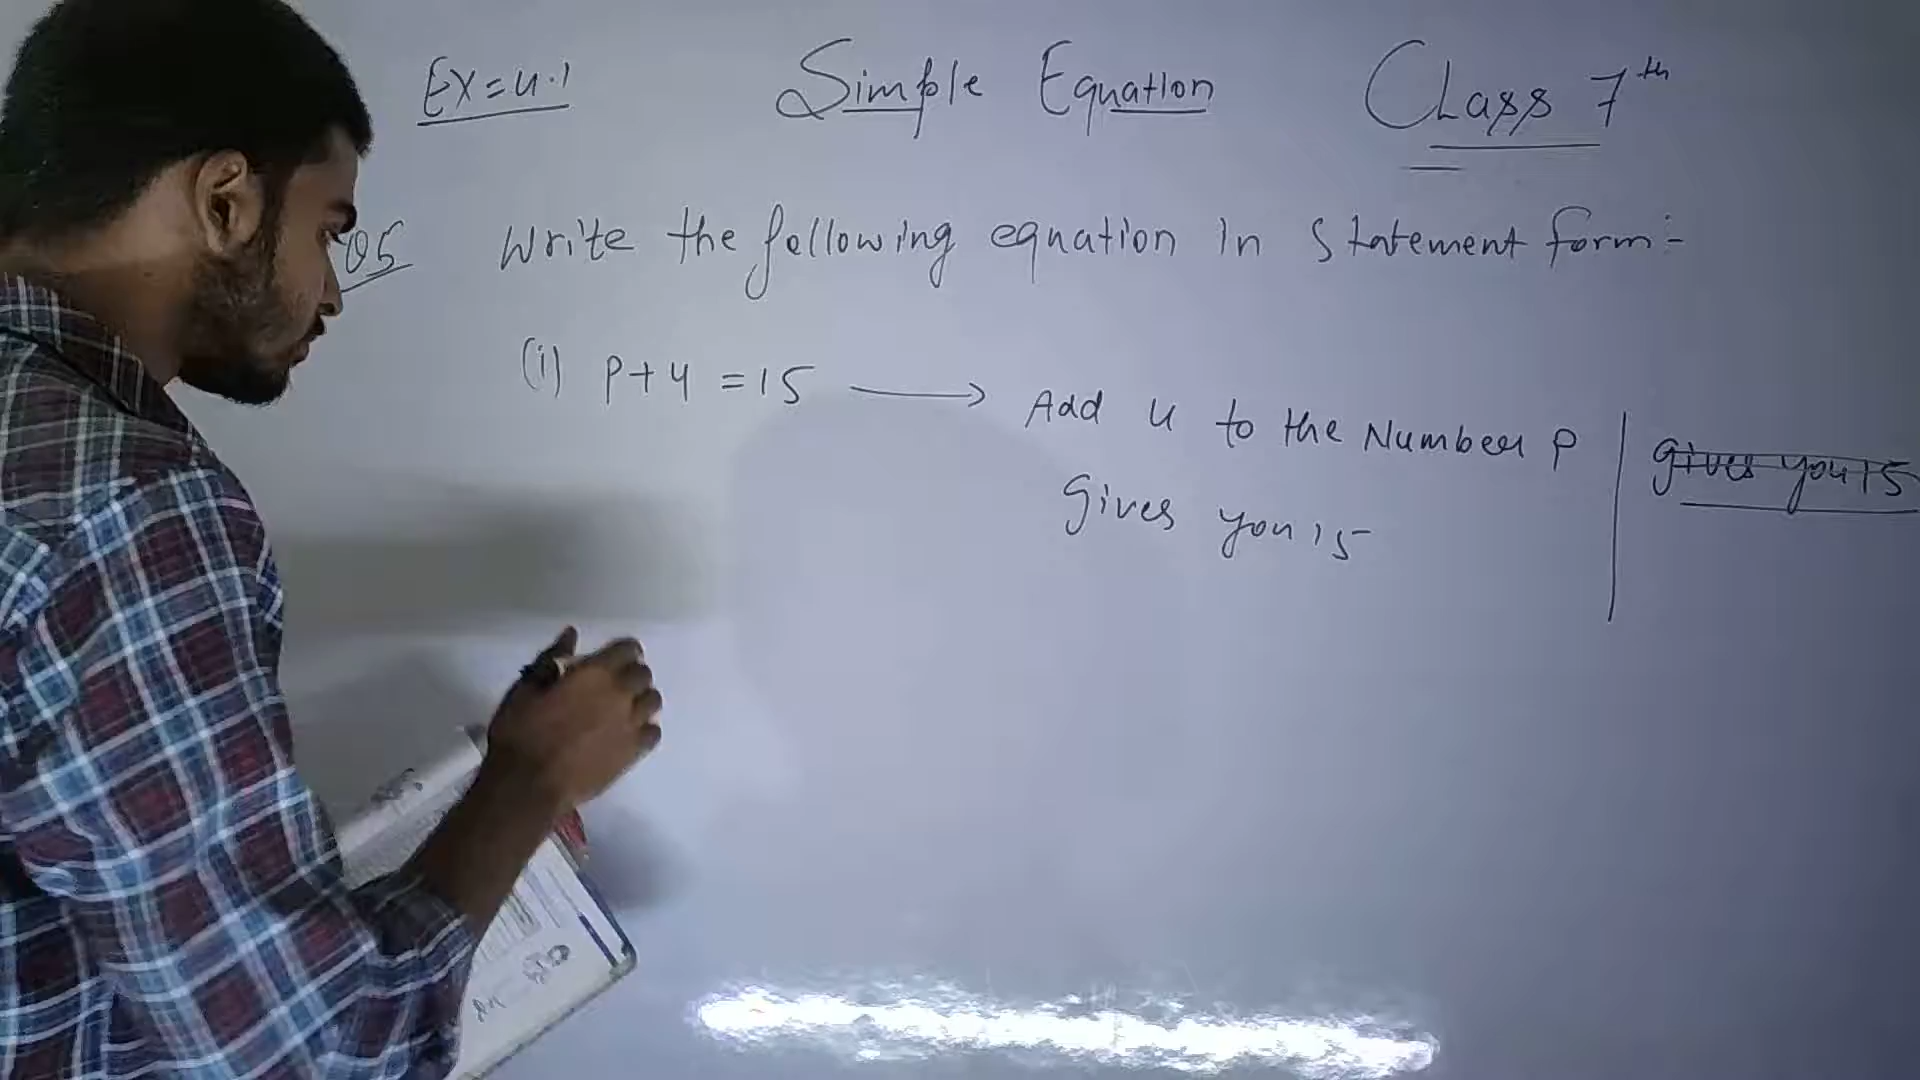 EX = 4.1
Simple Equation
Class 7th
Q5 Write the following equation in Statement form :-
(i) P + 4 = 15 → Add 4 to the Number P
gives you 15
Gives you 15